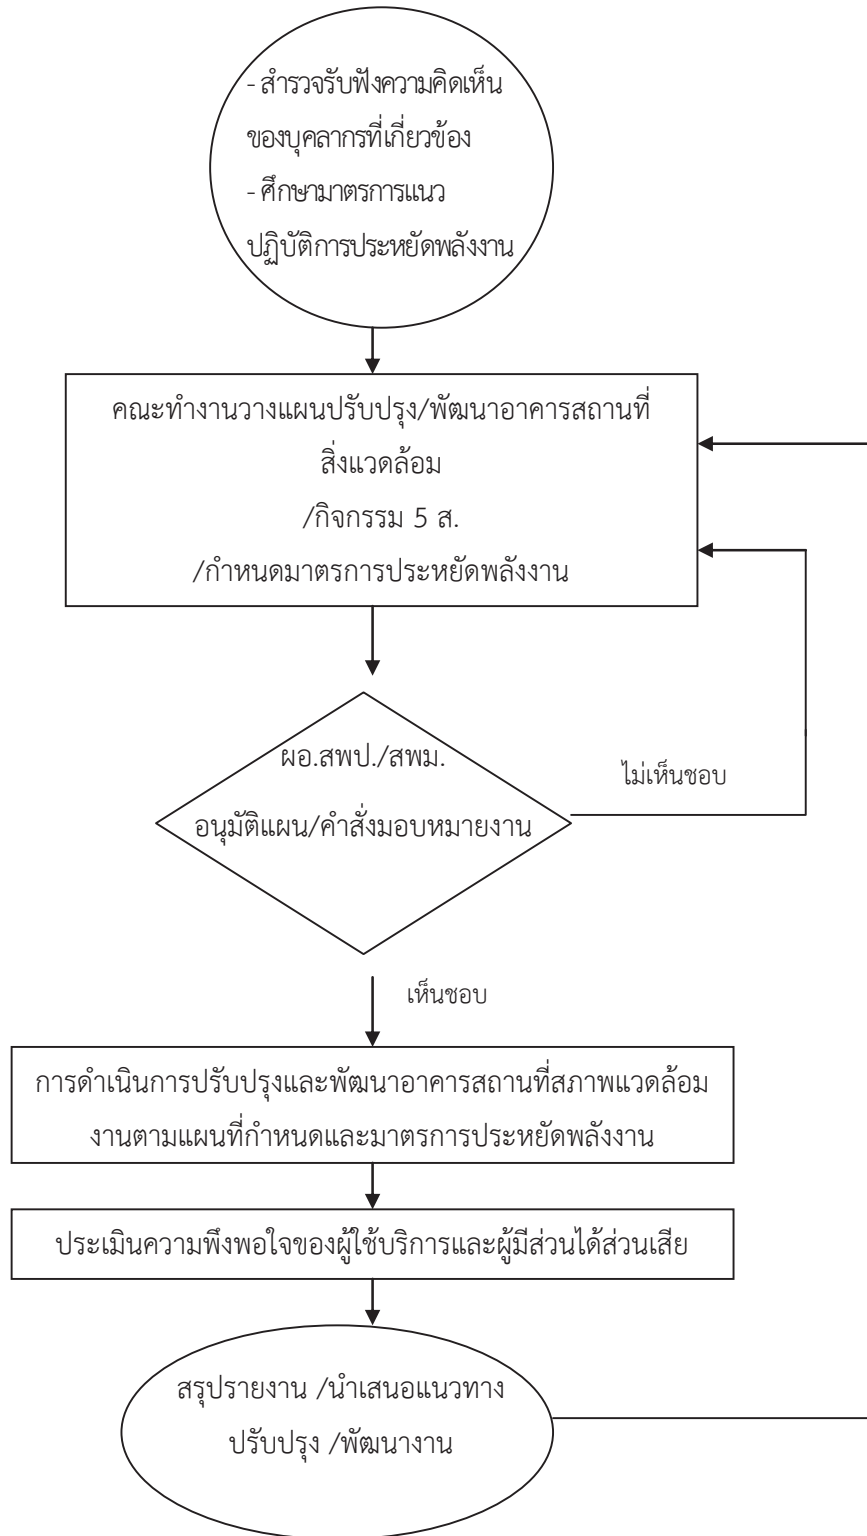 - สำรวจรับฟังความคิดเห็น
ของบุคลากรที่เกี่ยวข้อง
- ศึกษามาตรการแนว
ปฏิบัติการประหยัดพลังงาน
คณะทำงานวางแผนปรับปรุง/พัฒนาอาคารสถานที่
สิ่งแวดล้อม
/กิจกรรม 5 ส.
/กำหนดมาตรการประหยัดพลังงาน
ผอ.สพป./สพม.
อนุมัติแผน/คำสั่งมอบหมายงาน
ไม่เห็นชอบ
เห็นชอบ
การดำเนินการปรับปรุงและพัฒนาอาคารสถานที่สภาพแวดล้อม
งานตามแผนที่กำหนดและมาตรการประหยัดพลังงาน
ประเมินความพึงพอใจของผู้ใช้บริการและผู้มีส่วนได้ส่วนเสีย
สรุปรายงาน /นำเสนอแนวทาง
ปรับปรุง /พัฒนางาน